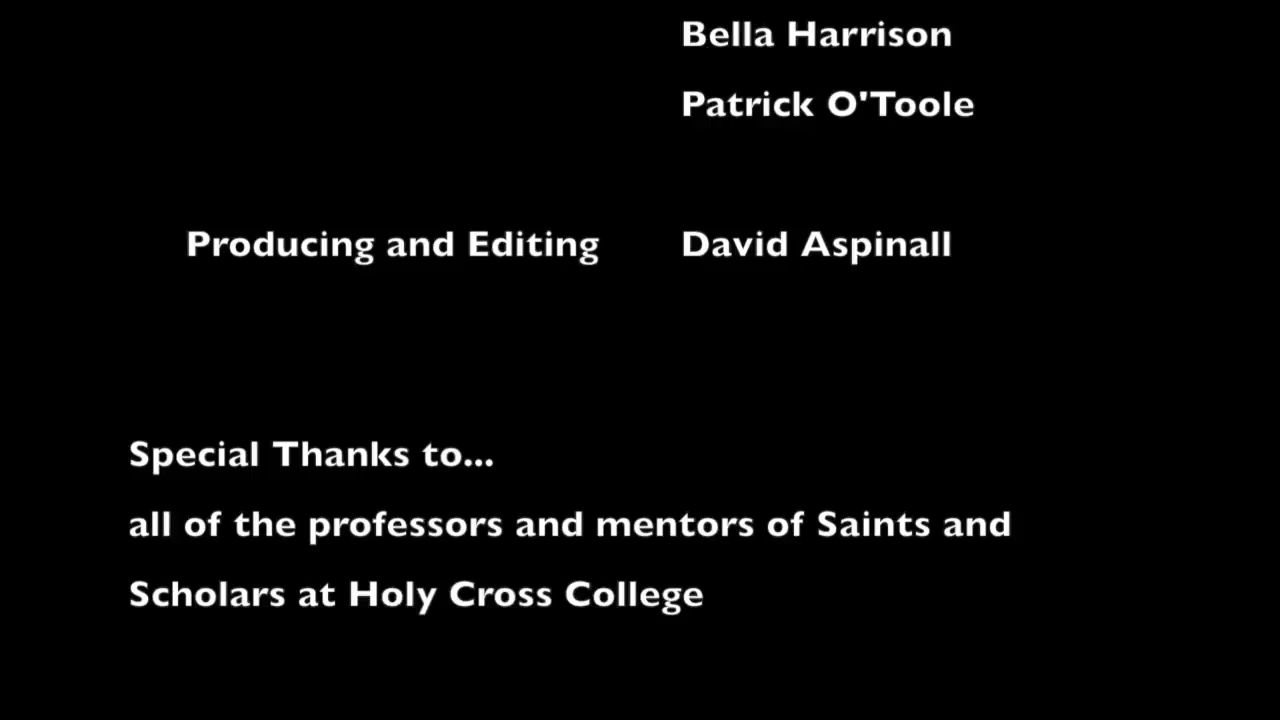 Bella Harrison
Patrick O'Toole
Producing and Editing David Aspinall
Special Thanks to...
all of the professors and mentors of Saints and
Scholars at Holy Cross College